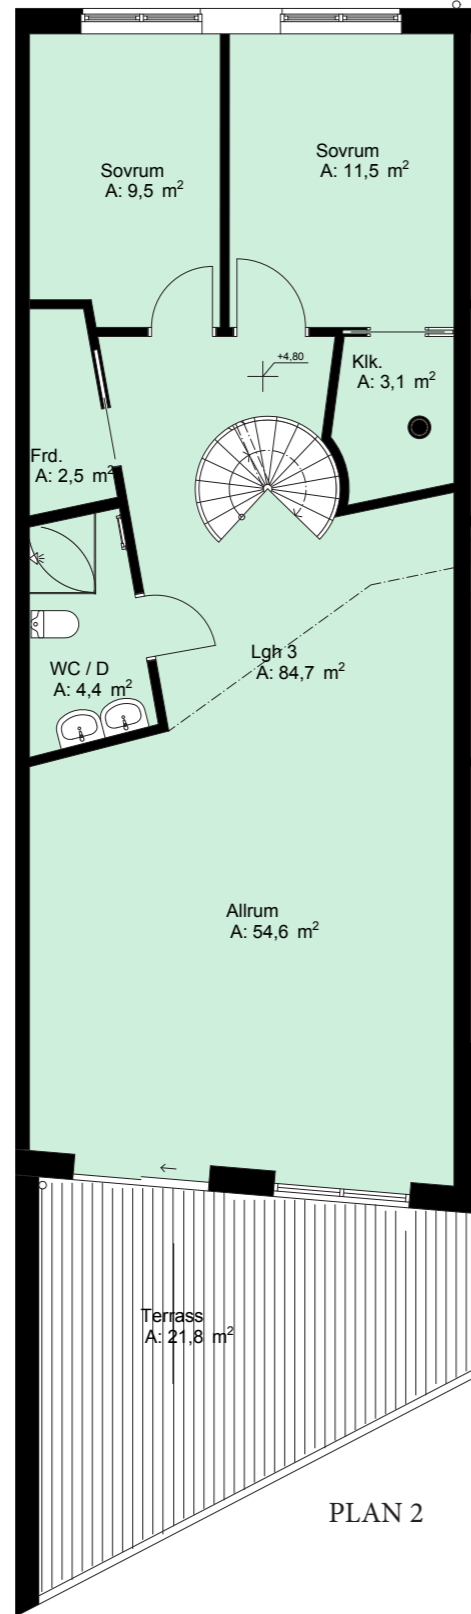 Sovrum
A: 9,5 m²
Sovrum
A: 11,5 m²
+4,80
Klk.
A: 3,1 m²
Frd.
A: 2,5 m²
WC / D
A: 4,4 m²
Lgh 3
A: 84,7 m²
Allrum
A: 54,6 m²
Terrass
A: 21,8 m²
PLAN 2